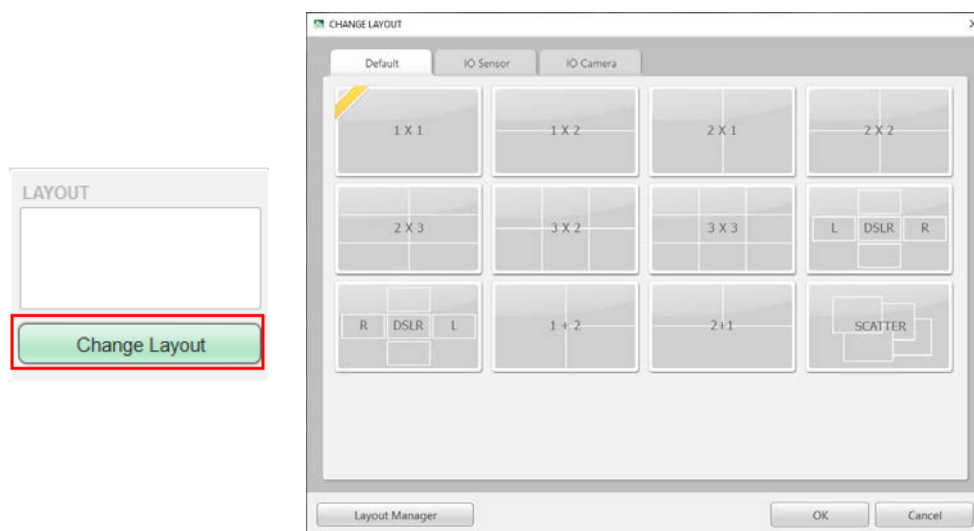 LAYOUT
Change Layout
CHANGE LAYOUT
Default IO Sensor IO Camera
1 X 1 1 X 2 2 X 1 2 X 2
2 X 3 3 X 2 3 X 3 L DSLR R
R DSLR L 1 + 2 2+1 SCATTER
Layout Manager OK Cancel